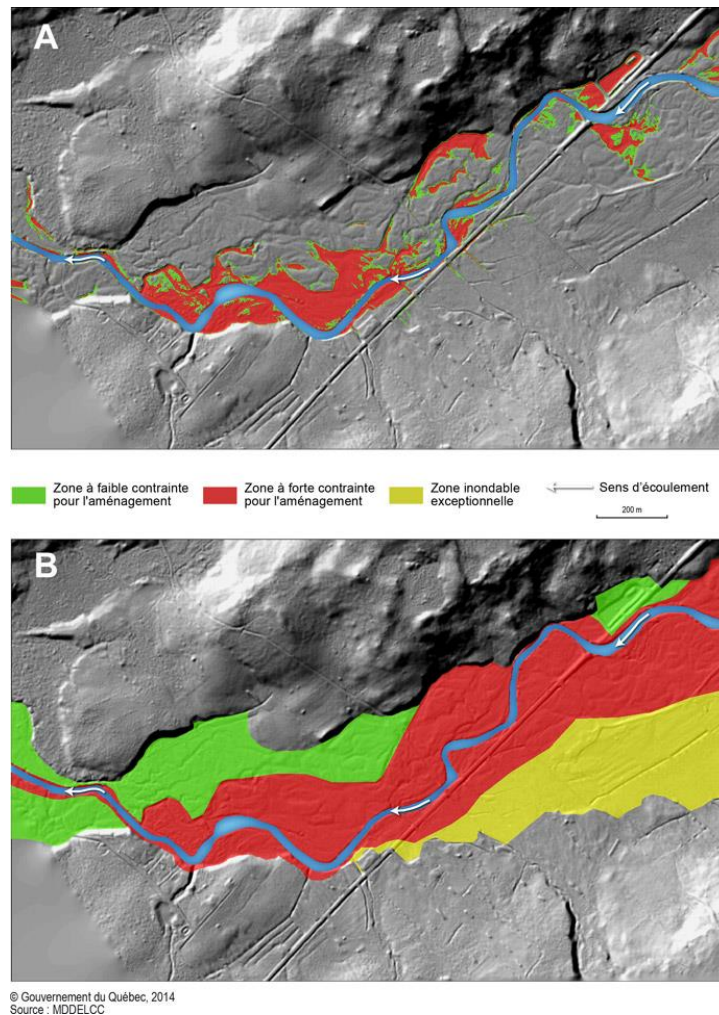 A
Zone à faible contrainte
pour l'aménagement
Zone à forte contrainte
pour l'aménagement
Zone inondable
exceptionnelle
Sens d'écoulement
200 m
B
© Gouvernement du Québec, 2014
Source : MDDELCC